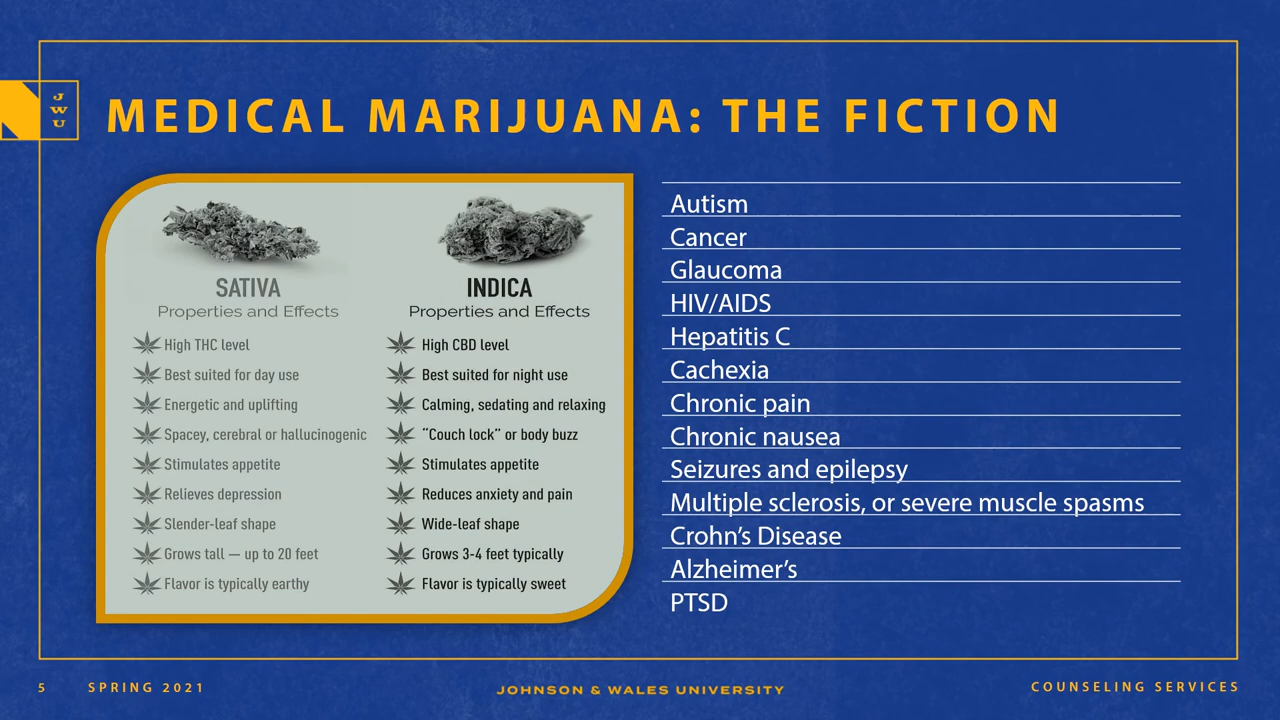 J
W
U
MEDICAL MARIJUANA: THE FICTION
SATIVA
Properties and Effects
High THC level
Best suited for day use
Energetic and uplifting
Spacey, cerebral or hallucinogenic
Stimulates appetite
Relieves depression
Slender-leaf shape
Grows tall — up to 20 feet
Flavor is typically earthy
INDICA
Properties and Effects
High CBD level
Best suited for night use
Calming, sedating and relaxing
"Couch lock" or body buzz
Stimulates appetite
Reduces anxiety and pain
Wide-leaf shape
Grows 3-4 feet typically
Flavor is typically sweet
Autism
Cancer
Glaucoma
HIV/AIDS
Hepatitis C
Cachexia
Chronic pain
Chronic nausea
Seizures and epilepsy
Multiple sclerosis, or severe muscle spasms
Crohn’s Disease
Alzheimer’s
PTSD
5 SPRING 2021
JOHNSON & WALES UNIVERSITY
COUNSELING SERVICES